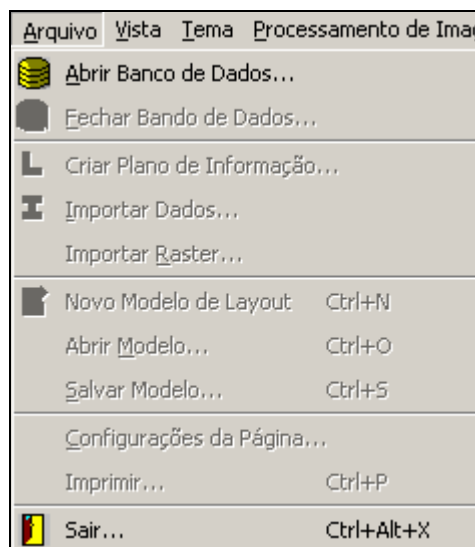 Arquivo Vista Tema Processamento de
Abrir Banco de Dados...
Fechar Bando de Dados...
Criar Plano de Informação...
Importar Dados...
Importar Raster...
Novo Modelo de Layout Ctrl+N
Abrir Modelo... Ctrl+O
Salvar Modelo... Ctrl+S
Configurações da Página...
Imprimir... Ctrl+P
Sair... Ctrl+Alt+X